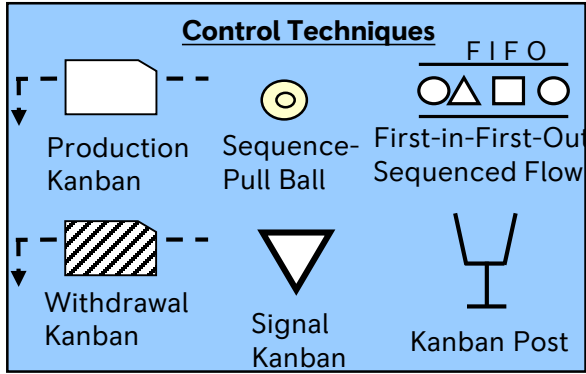 Control Techniques
F I F O
Production
Kanban
Sequence-
Pull Ball
First-in-First-Out
Sequenced Flow
Withdrawal
Kanban
Signal
Kanban
Kanban Post